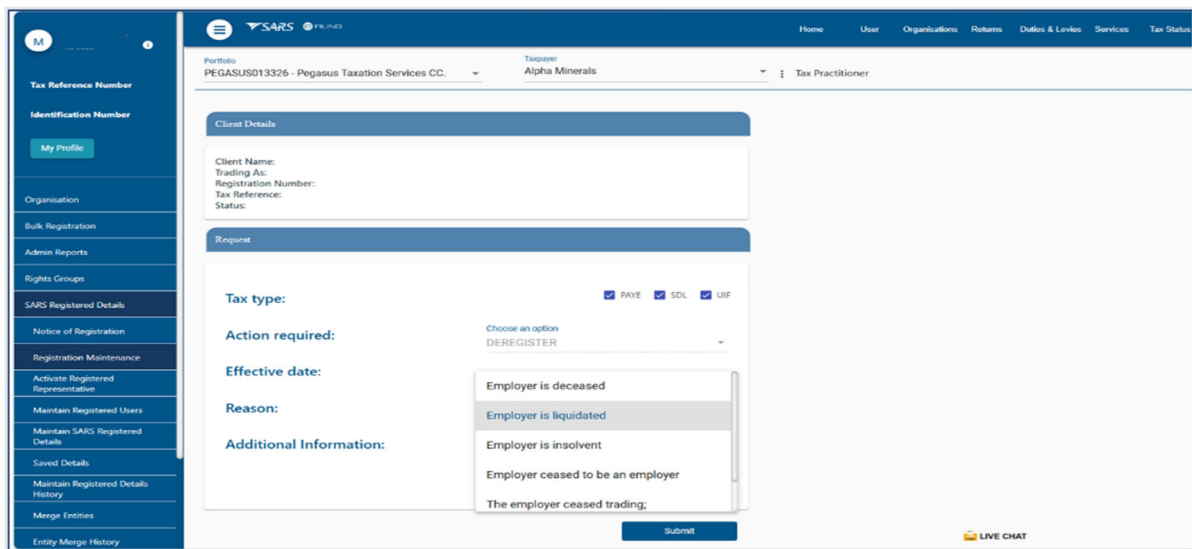 M
Tax Reference Number
Identification Number
My Profile
Organisation
Bulk Registration
Admin Reports
Rights Groups
SARS Registered Details
Notice of Registration
Registration Maintenance
Activate Registered
Representative
Maintain Registered Users
Maintain SARS Registered
Details
Saved Details
Maintain Registered Details
History
Merge Entities
Entity Merge History
SARS eFILING
Home User Organisations Returns Duties & Levies Services Tax Status
Portfolio
PEGASUS013326 - Pegasus Taxation Services CC.
Taxpayer
Alpha Minerals
Tax Practitioner
Client Details
Client Name:
Trading As:
Registration Number:
Tax Reference:
Status:
Request
Tax type: PAYE SDL UIF
Action required:
Choose an option
DEREGISTER
Effective date:
Reason:
Additional Information:
Employer is deceased
Employer is liquidated
Employer is insolvent
Employer ceased to be an employer
The employer ceased trading;
Submit
LIVE CHAT